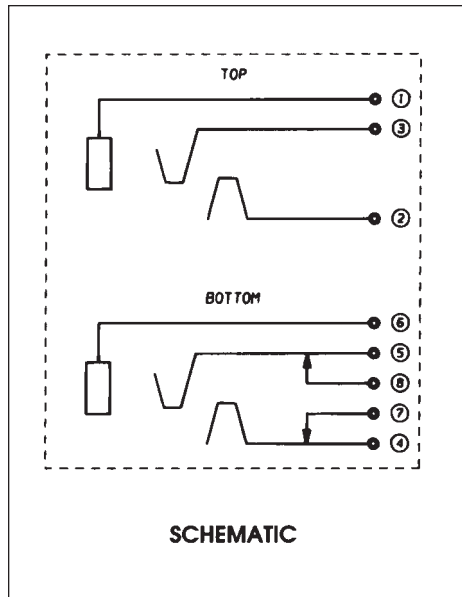 TOP
①
③
②
BOTTOM
⑥
⑤
⑧
⑦
④
SCHEMATIC